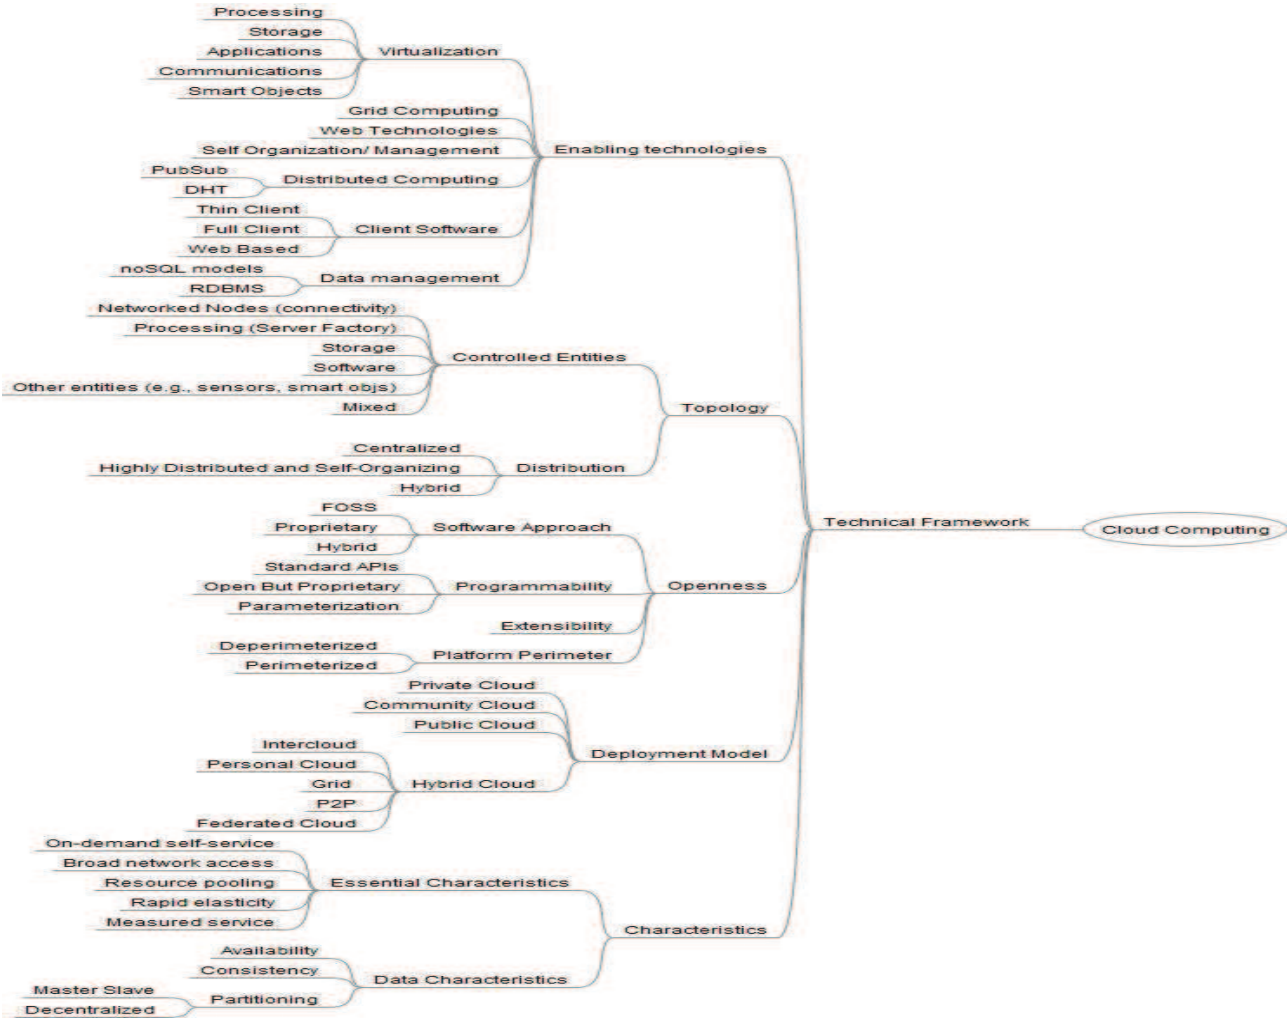 Processing
Storage
Applications
Communications
Smart Objects
Virtualization
Grid Computing
Web Technologies
Self Organization/ Management
PubSub
DHT
Distributed Computing
Thin Client
Full Client
Web Based
Client Software
noSQL models
RDBMS
Data management
Enabling technologies
Networked Nodes (connectivity)
Processing (Server Factory)
Storage
Software
Other entities (e.g., sensors, smart objs)
Mixed
Controlled Entities
Centralized
Highly Distributed and Self-Organizing
Hybrid
Distribution
Topology
FOSS
Proprietary
Hybrid
Software Approach
Standard APIs
Open But Proprietary
Parameterization
Programmability
Extensibility
Deperimeterized
Perimeterized
Platform Perimeter
Openness
Private Cloud
Community Cloud
Public Cloud
Intercloud
Personal Cloud
Grid
P2P
Federated Cloud
Hybrid Cloud
Deployment Model
On-demand self-service
Broad network access
Resource pooling
Rapid elasticity
Measured service
Essential Characteristics
Availability
Consistency
Master Slave
Decentralized
Partitioning
Data Characteristics
Characteristics
Technical Framework
Cloud Computing